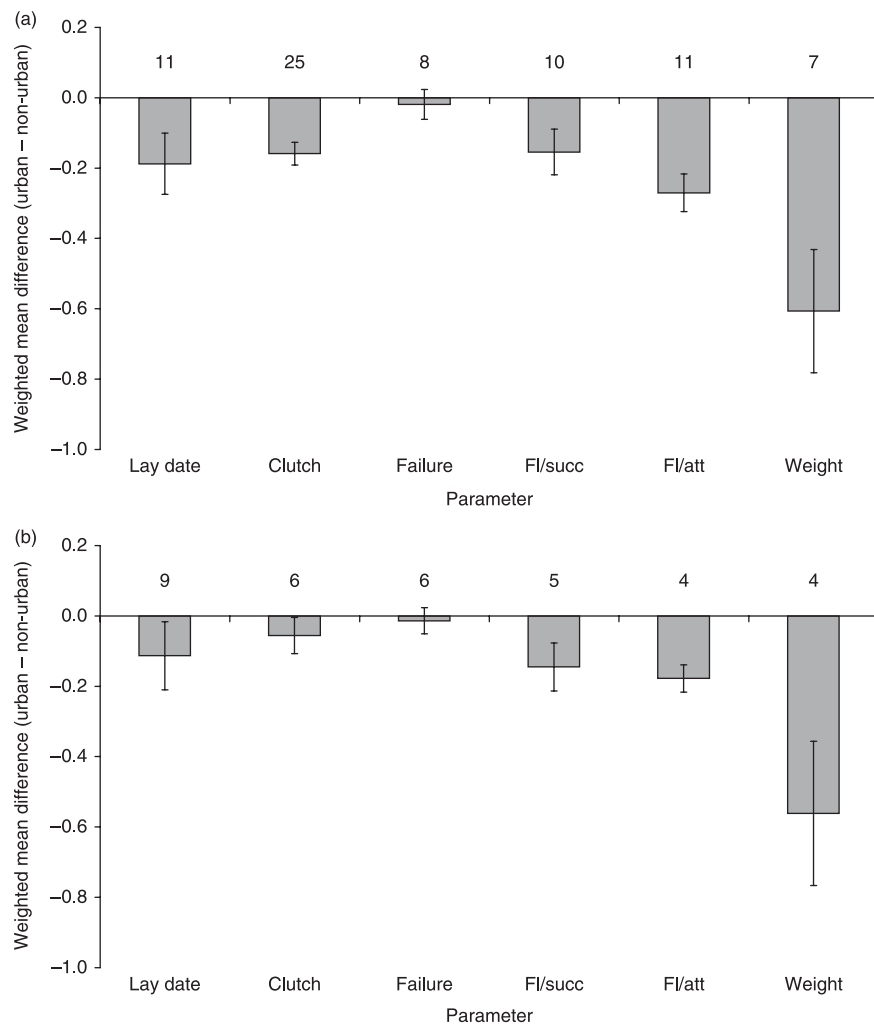 (a)
Weighted mean difference (urban – non-urban)
0.2
0.0
–0.2
–0.4
–0.6
–0.8
–1.0
11 25 8 10 11 7
Lay date Clutch Failure Fl/succ Fl/att Weight
Parameter
(b)
Weighted mean difference (urban – non-urban)
0.2
0.0
–0.2
–0.4
–0.6
–0.8
–1.0
9 6 6 5 4 4
Lay date Clutch Failure Fl/succ Fl/att Weight
Parameter